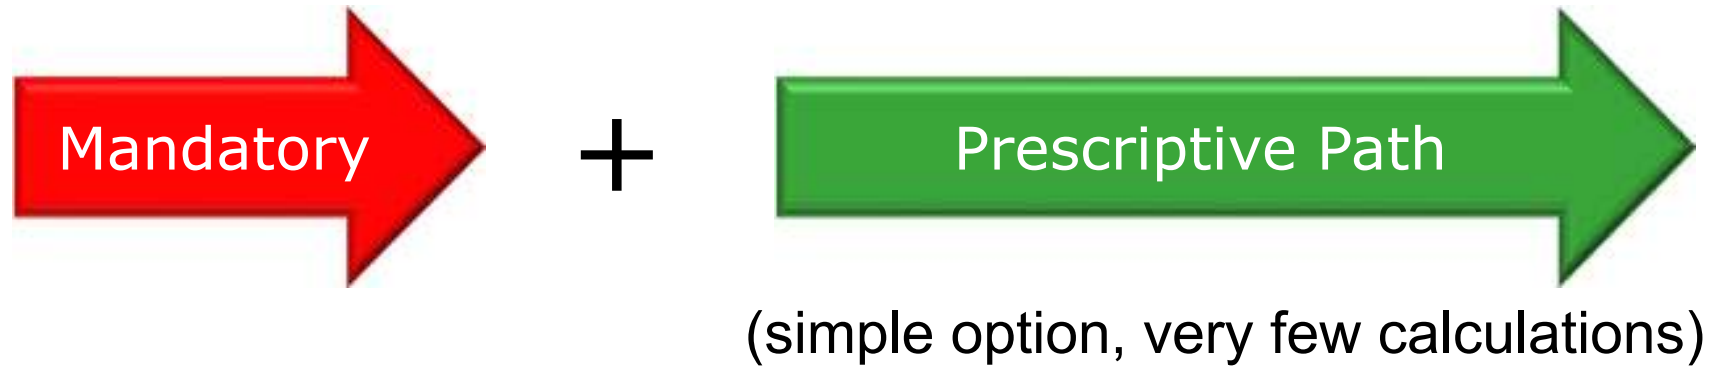 Mandatory + Prescriptive Path
(simple option, very few calculations)